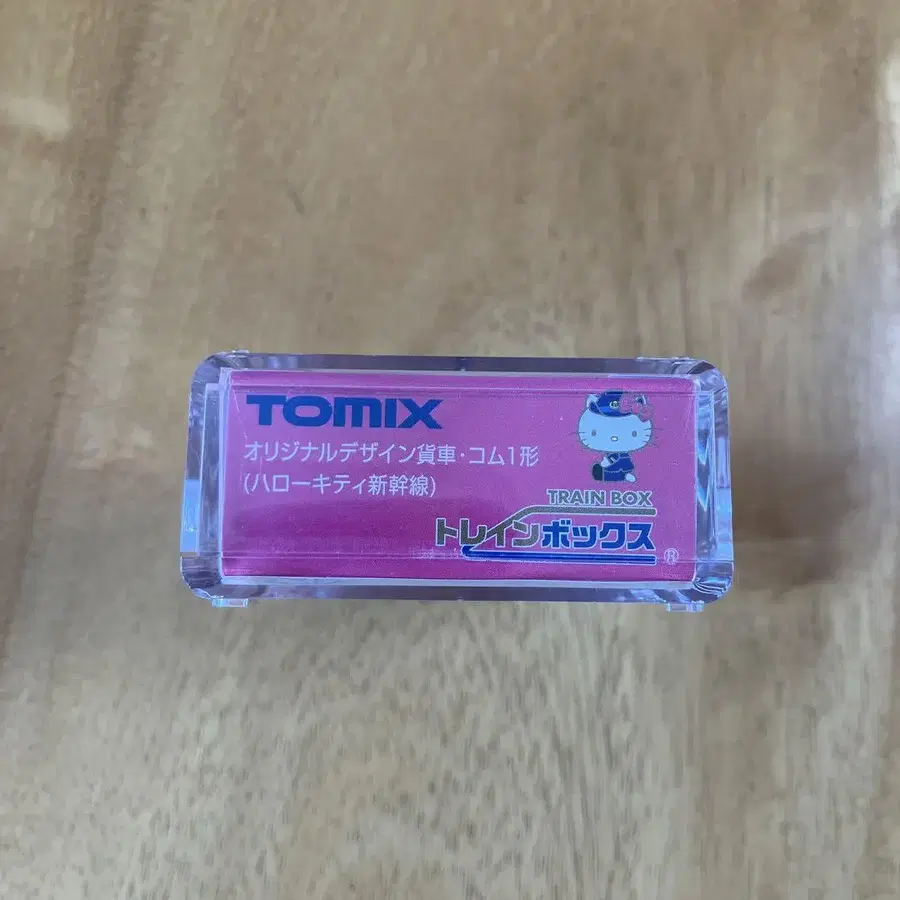 TOMIX
オリジナルデザイン貨車・コム1形
(ハローキティ新幹線)
TRAIN BOX
トレインボックス®